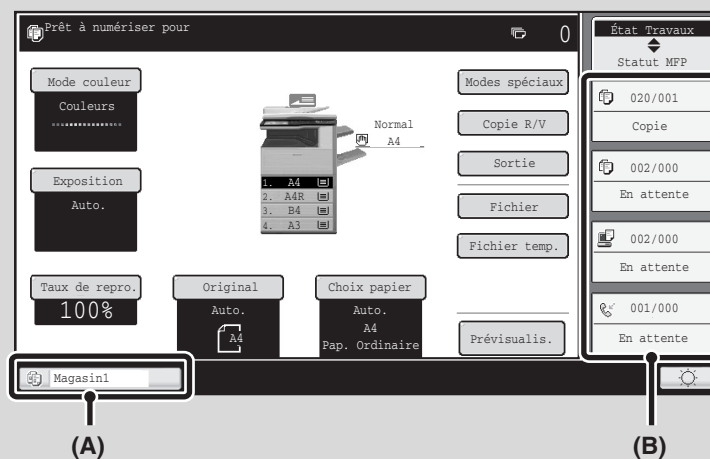 Prêt à numériser pour
0
Mode couleur
Couleurs
Exposition
Auto.
Taux de repro.
100%
Original
Auto.
A4
Choix papier
Auto.
A4
Pap. Ordinaire
Normal
A4
1. A4
2. A4R
3. B4
4. A3
Modes spéciaux
Copie R/V
Sortie
Fichier
Fichier temp.
Prévisualis.
État Travaux
Statut MFP
020/001
Copie
002/000
En attente
002/000
En attente
001/000
En attente
Magasin1
(A)
(B)